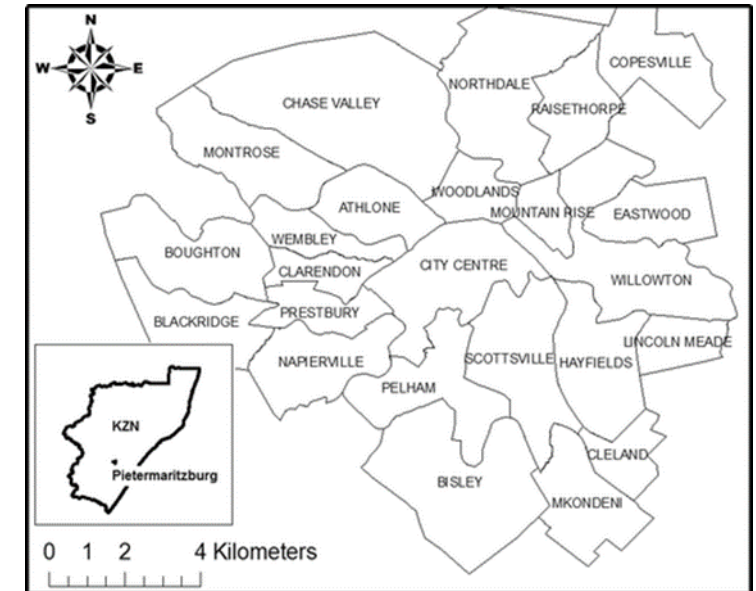 N
W E
S
COPESVILLE
NORTHDALE
RAISETHORPE
CHASE VALLEY
MONTROSE
WOODLANDS
ATHLONE
MOUNTAIN RISE
EASTWOOD
WEMBLEY
BOUGHTON
CITY CENTRE
CLARENDON
WILLOWTON
PRESTBURY
BLACKRIDGE
LINCOLN MEADE
NAPIERVILLE
SCOTTSVILLE
HAYFIELDS
PELHAM
KZN
CLELAND
Pietermaritzburg
BISLEY
MKONDENI
0 1 2 4 Kilometers